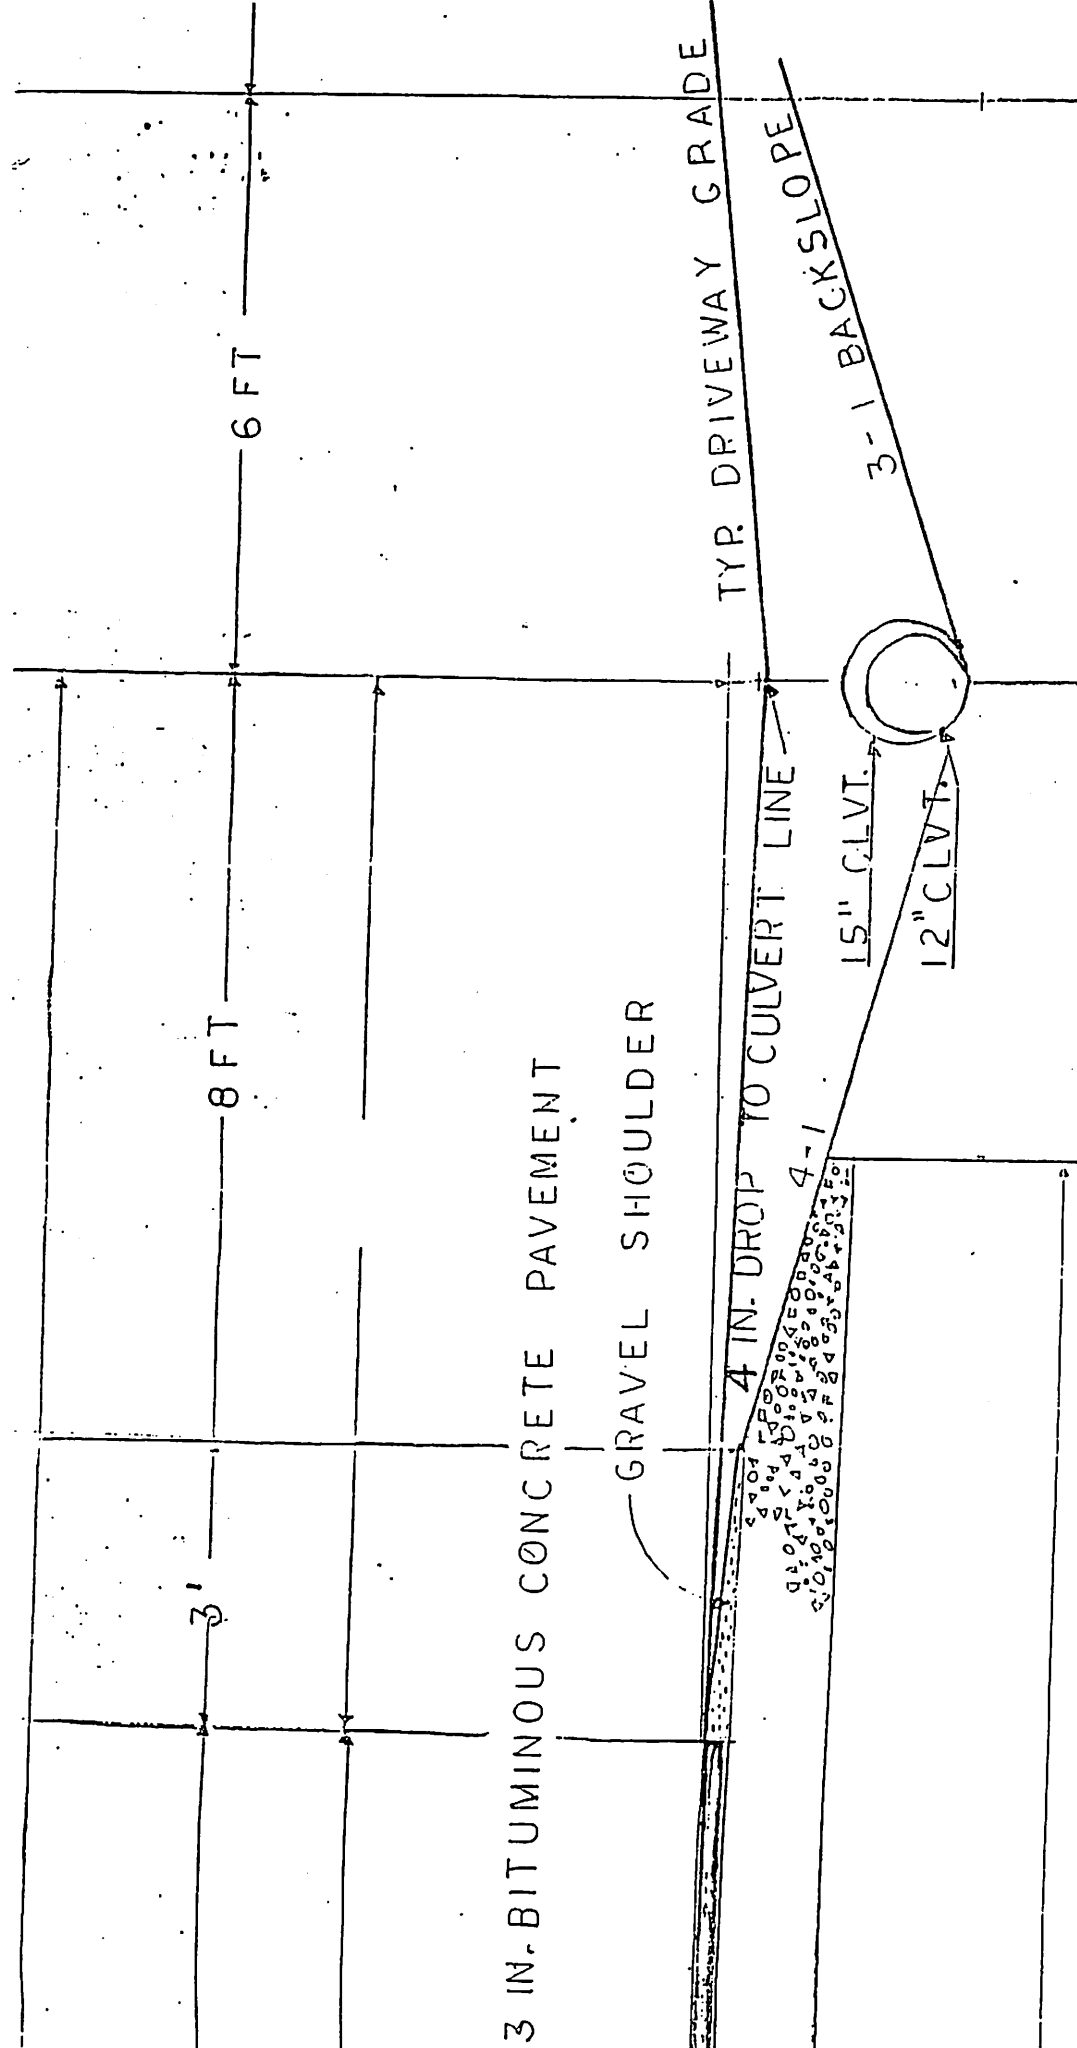 3'
8 FT
6 FT
3 IN. BITUMINOUS CONCRETE PAVEMENT
GRAVEL SHOULDER
4 IN. DROP TO CULVERT LINE
TYP. DRIVEWAY GRADE
4-1
15" CLVT.
12" CLVT.
3-1 BACKSLOPE